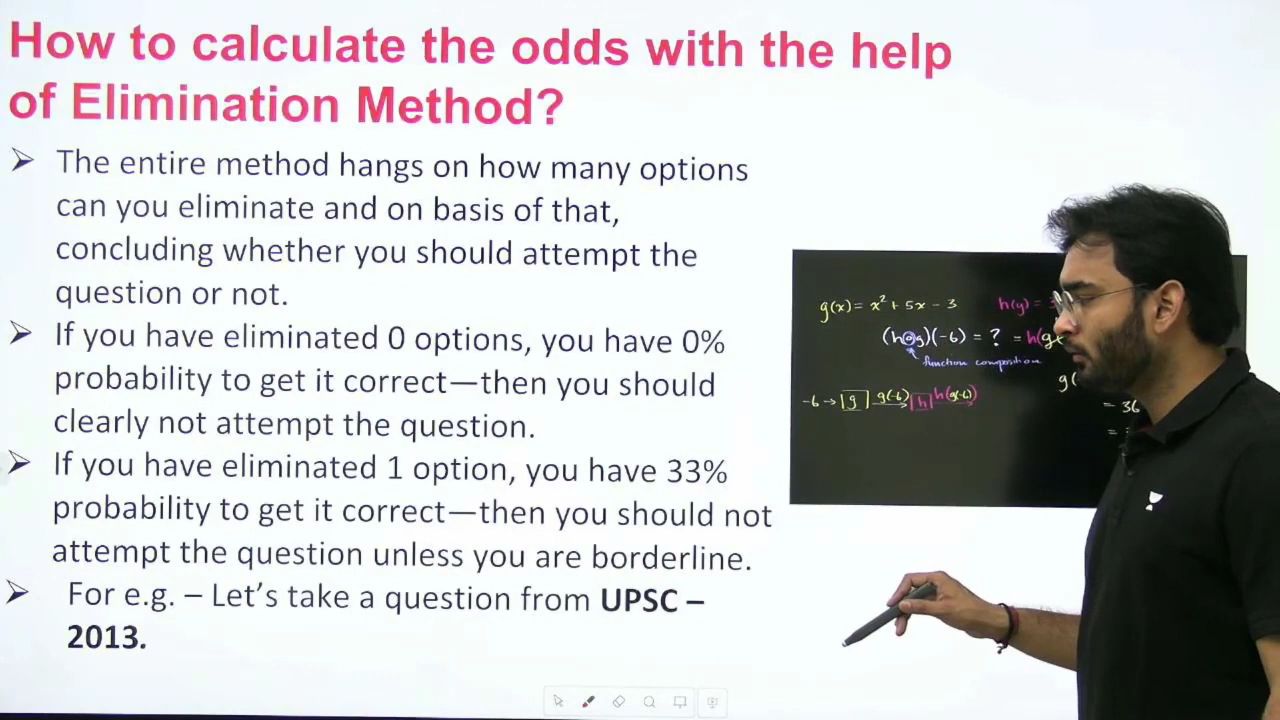 How to calculate the odds with the help
of Elimination Method?
➤ The entire method hangs on how many options
can you eliminate and on basis of that,
concluding whether you should attempt the
question or not.
➤ If you have eliminated 0 options, you have 0%
probability to get it correct—then you should
clearly not attempt the question.
➤ If you have eliminated 1 option, you have 33%
probability to get it correct—then you should not
attempt the question unless you are borderline.
➤ For e.g. – Let’s take a question from UPSC –
2013.
g(x) = x² + 5x - 3 h(y) = 3
(h∘g)(-6) = ? = h(g
function composition
-6 → g g(-6) h h(g(-6))
g(
= 36
=